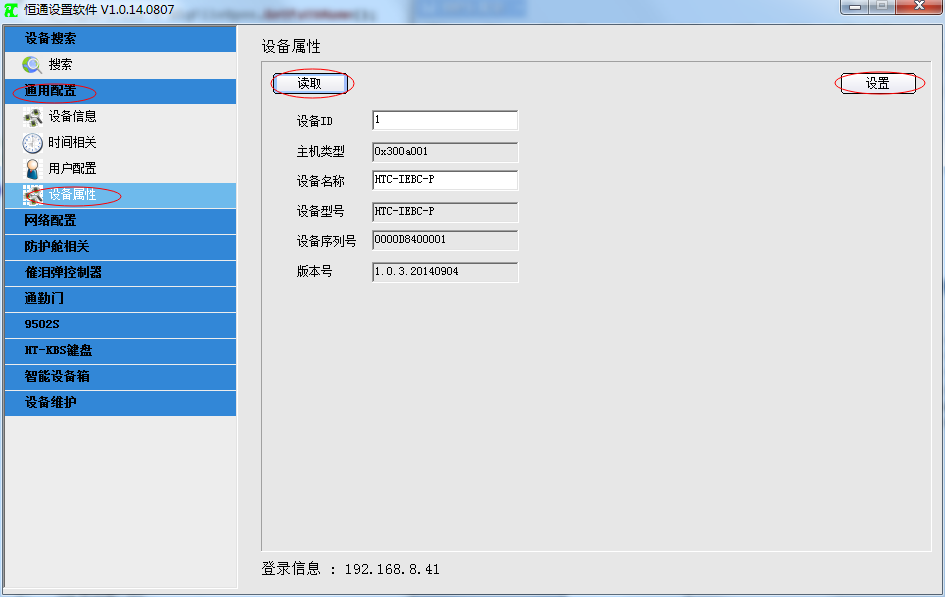 恒通设置软件 V1.0.14.0807
设备搜索
搜索
通用配置
设备信息
时间相关
用户配置
设备属性
网络配置
防护舱相关
催泪弹控制器
通勤门
9502S
HT-KBS键盘
智能设备箱
设备维护
设备属性
读取 设置
设备ID 1
主机类型 0x300a001
设备名称 HTC-IEBC-P
设备型号 HTC-IEBC-P
设备序列号 0000D8400001
版本号 1.0.3.20140904
登录信息 : 192.168.8.41